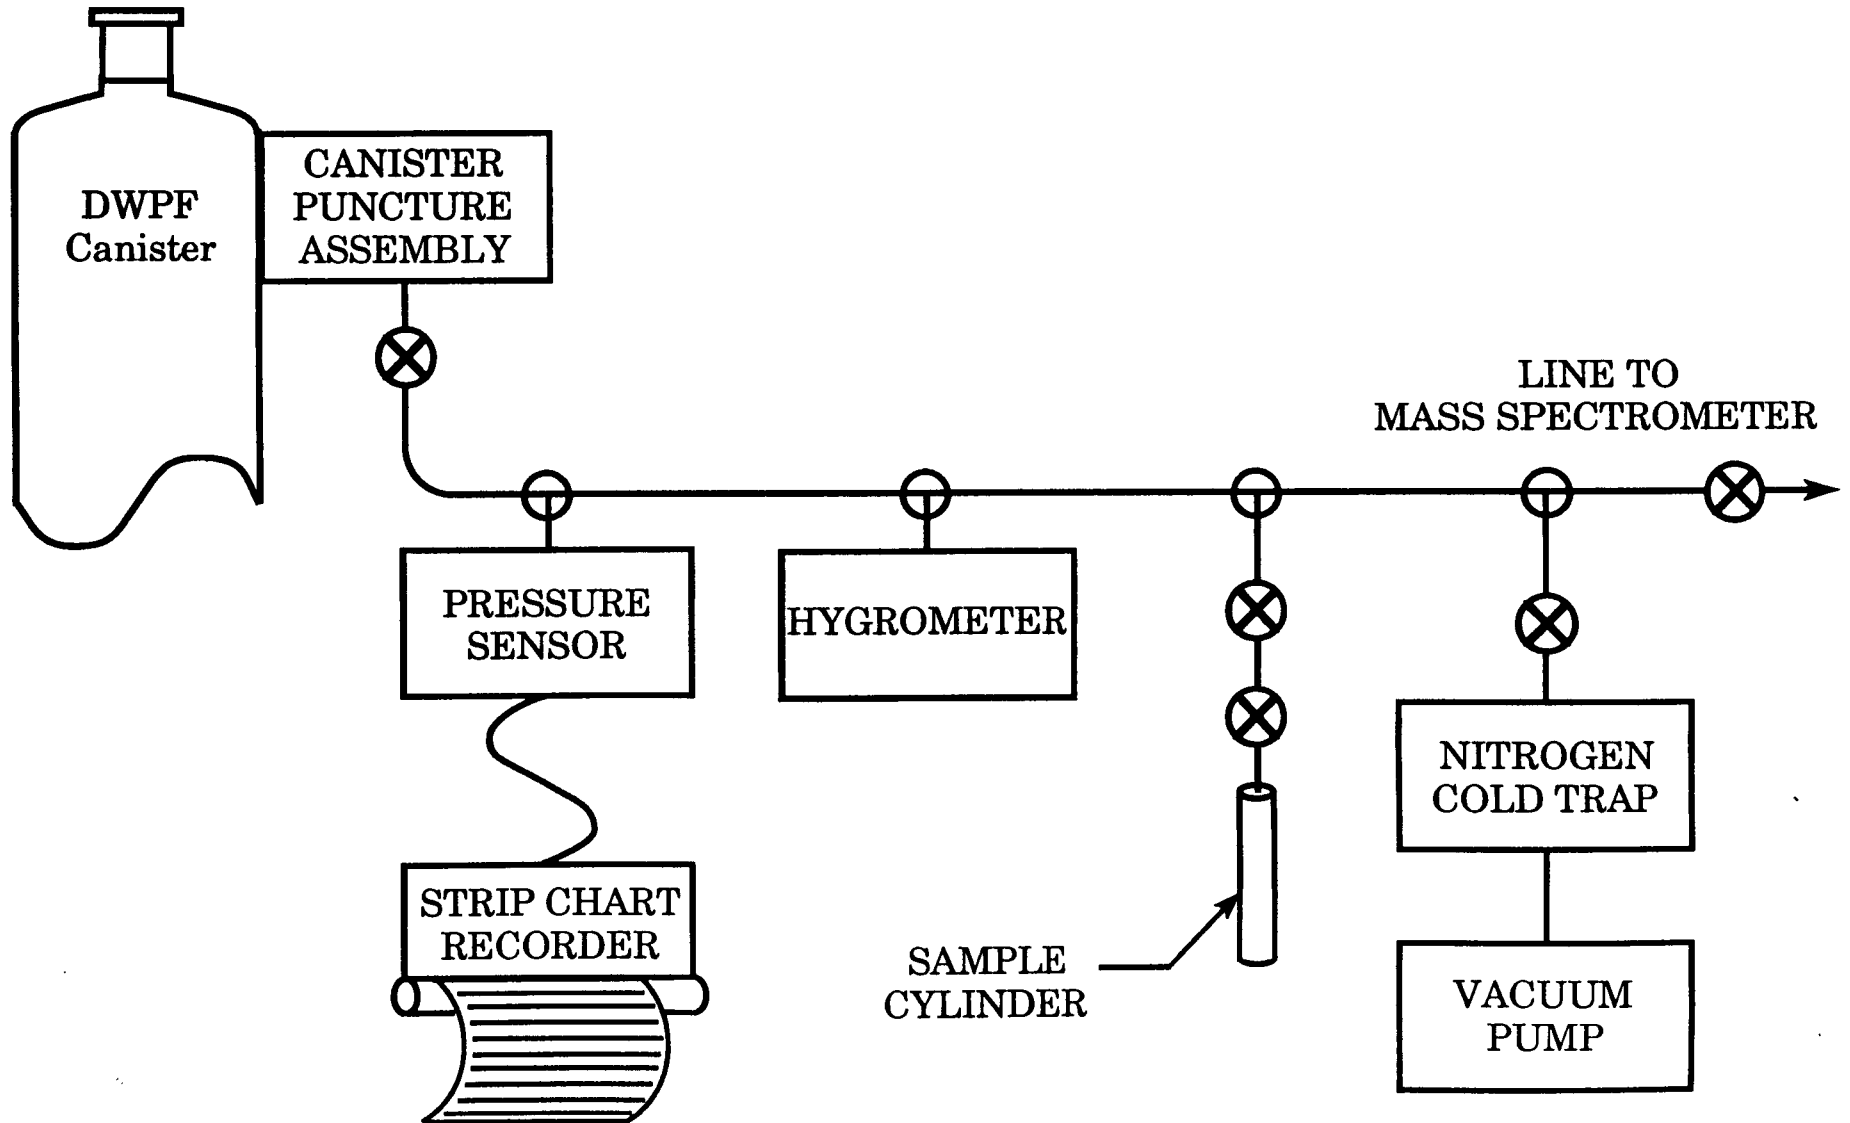 DWPF
Canister
CANISTER
PUNCTURE
ASSEMBLY
LINE TO
MASS SPECTROMETER
PRESSURE
SENSOR
HYGROMETER
NITROGEN
COLD TRAP
STRIP CHART
RECORDER
SAMPLE
CYLINDER
VACUUM
PUMP